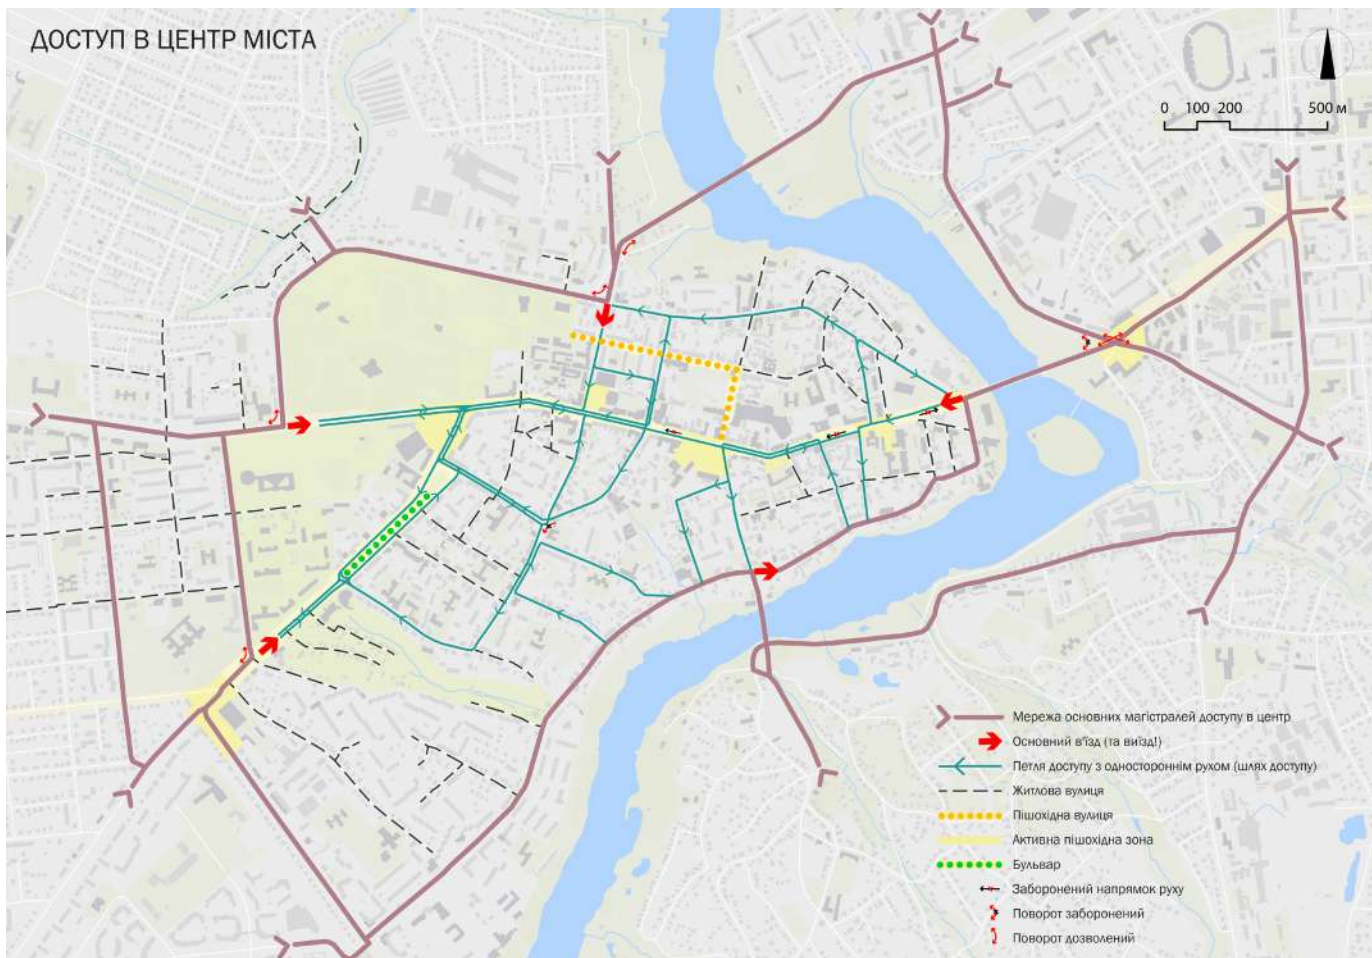 ДОСТУП В ЦЕНТР МІСТА
0 100 200 500 м
Мережа основних магістралей доступу в центр
Основний в'їзд (та виїзд!)
Петля доступу з одностороннім рухом (шлях доступу)
Житлова вулиця
Пішохідна вулиця
Активна пішохідна зона
Бульвар
Заборонений напрямок руху
Поворот заборонений
Поворот дозволений